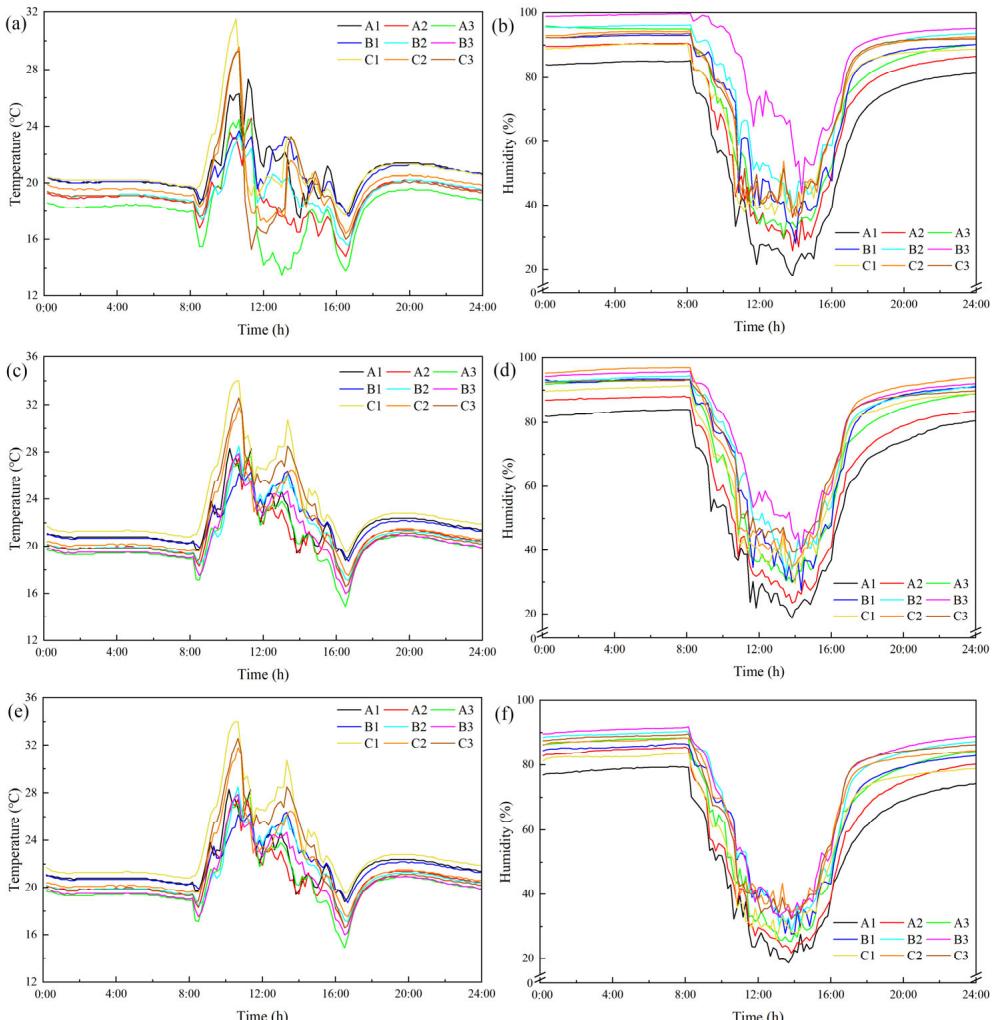 (a)
Temperature (°C)
32
28
24
20
16
12
A1 A2 A3
B1 B2 B3
C1 C2 C3
0:00 4:00 8:00 12:00 16:00 20:00 24:00
Time (h)
(b)
Humidity (%)
100
80
60
40
20
0
A1 A2 A3
B1 B2 B3
C1 C2 C3
0:00 4:00 8:00 12:00 16:00 20:00 24:00
Time (h)
(c)
Temperature (°C)
36
32
28
24
20
16
12
A1 A2 A3
B1 B2 B3
C1 C2 C3
0:00 4:00 8:00 12:00 16:00 20:00 24:00
Time (h)
(d)
Humidity (%)
100
80
60
40
20
0
A1 A2 A3
B1 B2 B3
C1 C2 C3
0:00 4:00 8:00 12:00 16:00 20:00 24:00
Time (h)
(e)
Temperature (°C)
36
32
28
24
20
16
12
A1 A2 A3
B1 B2 B3
C1 C2 C3
0:00 4:00 8:00 12:00 16:00 20:00 24:00
Time (h)
(f)
Humidity (%)
100
80
60
40
20
0
A1 A2 A3
B1 B2 B3
C1 C2 C3
0:00 4:00 8:00 12:00 16:00 20:00 24:00
Time (h)